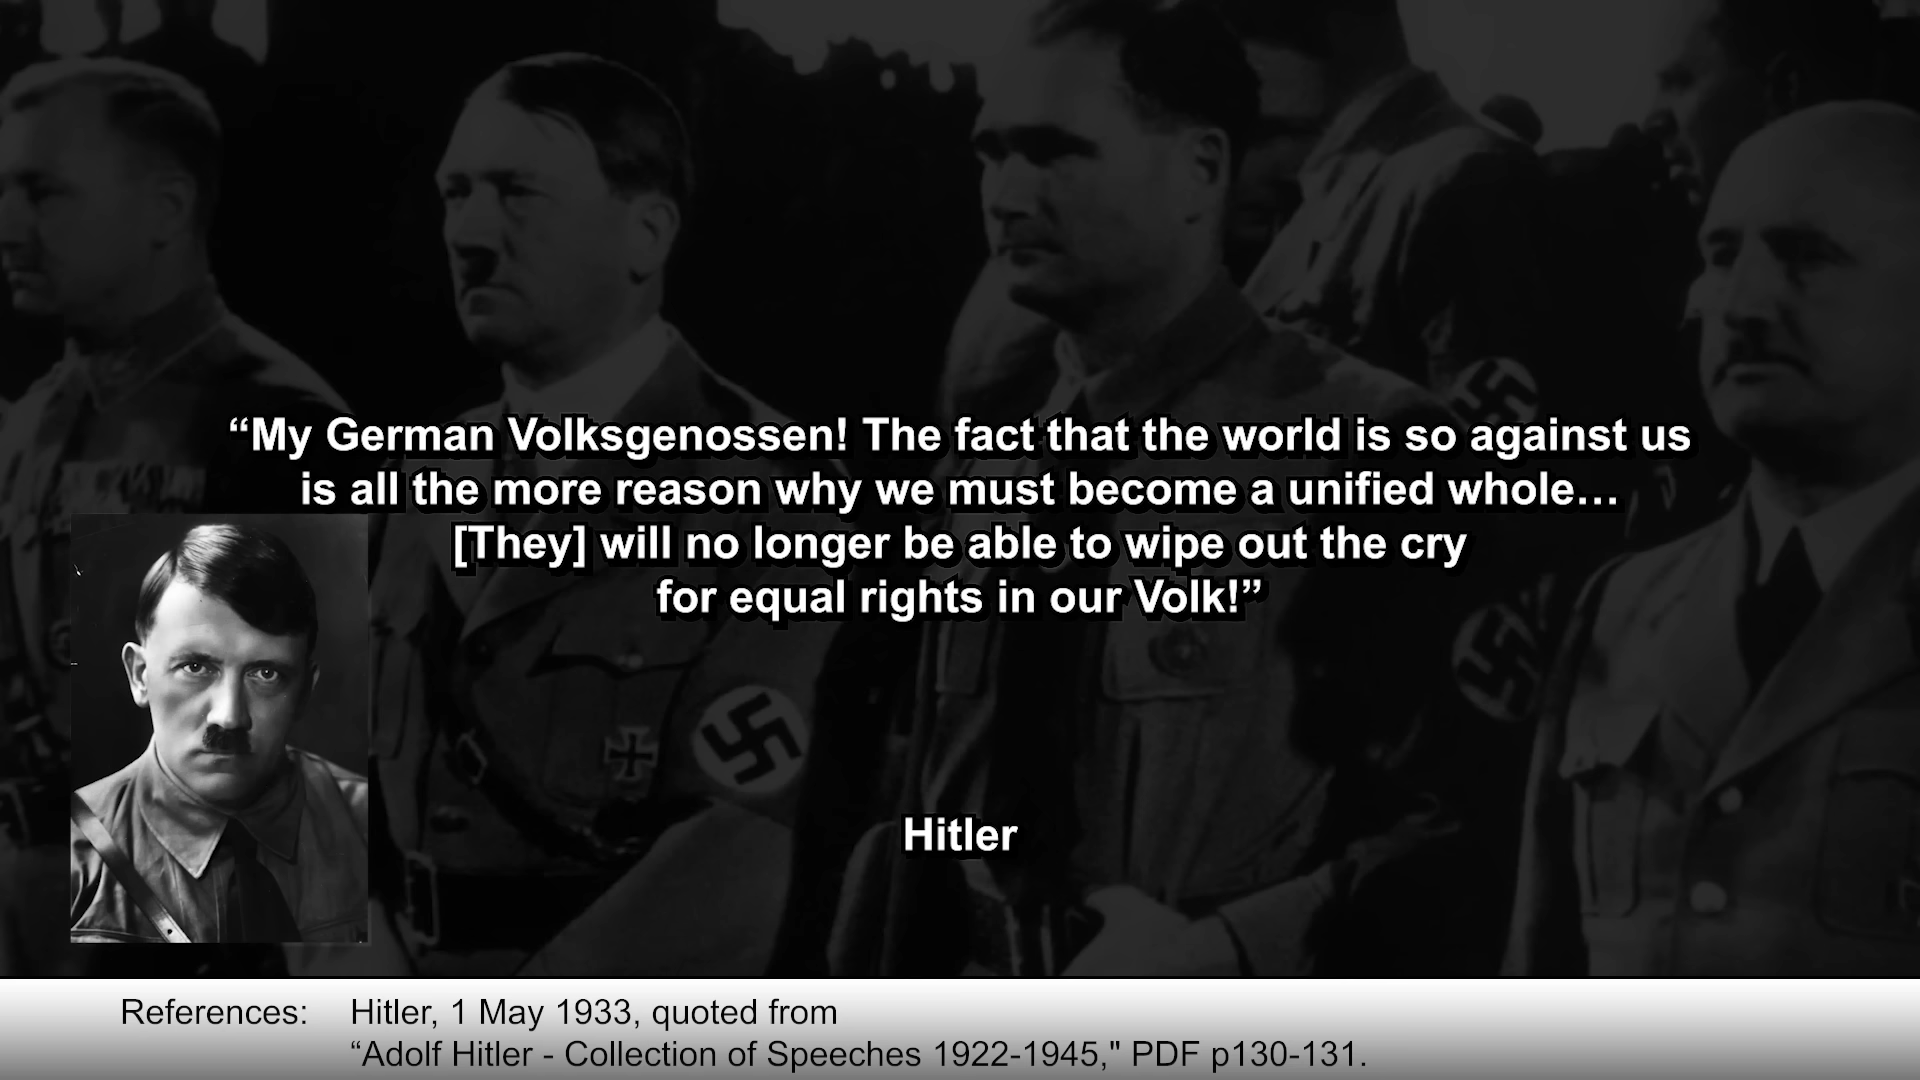 “My German Volksgenossen! The fact that the world is so against us
is all the more reason why we must become a unified whole…
[They] will no longer be able to wipe out the cry
for equal rights in our Volk!”
Hitler
References: Hitler, 1 May 1933, quoted from
“Adolf Hitler - Collection of Speeches 1922-1945," PDF p130-131.